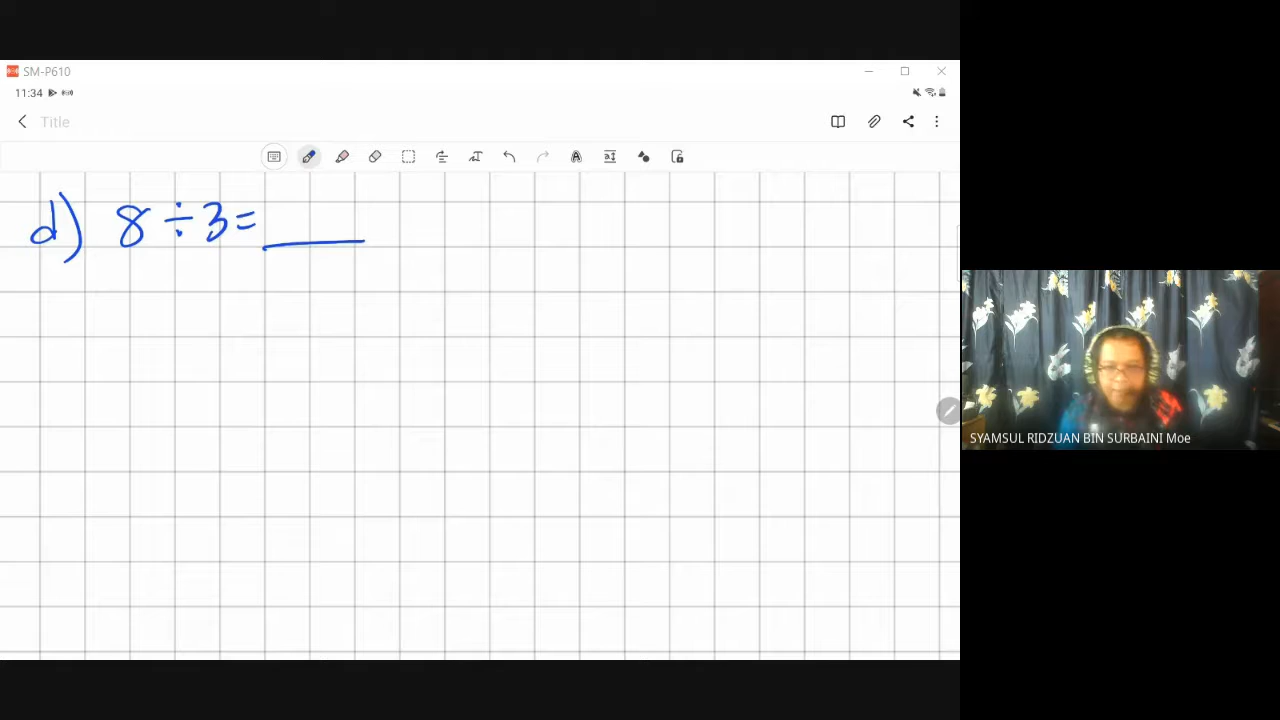 SM-P610
11:34
Title
d) 8 ÷ 3 = ____
SYAMSUL RIDZUAN BIN SURBAINI Moe